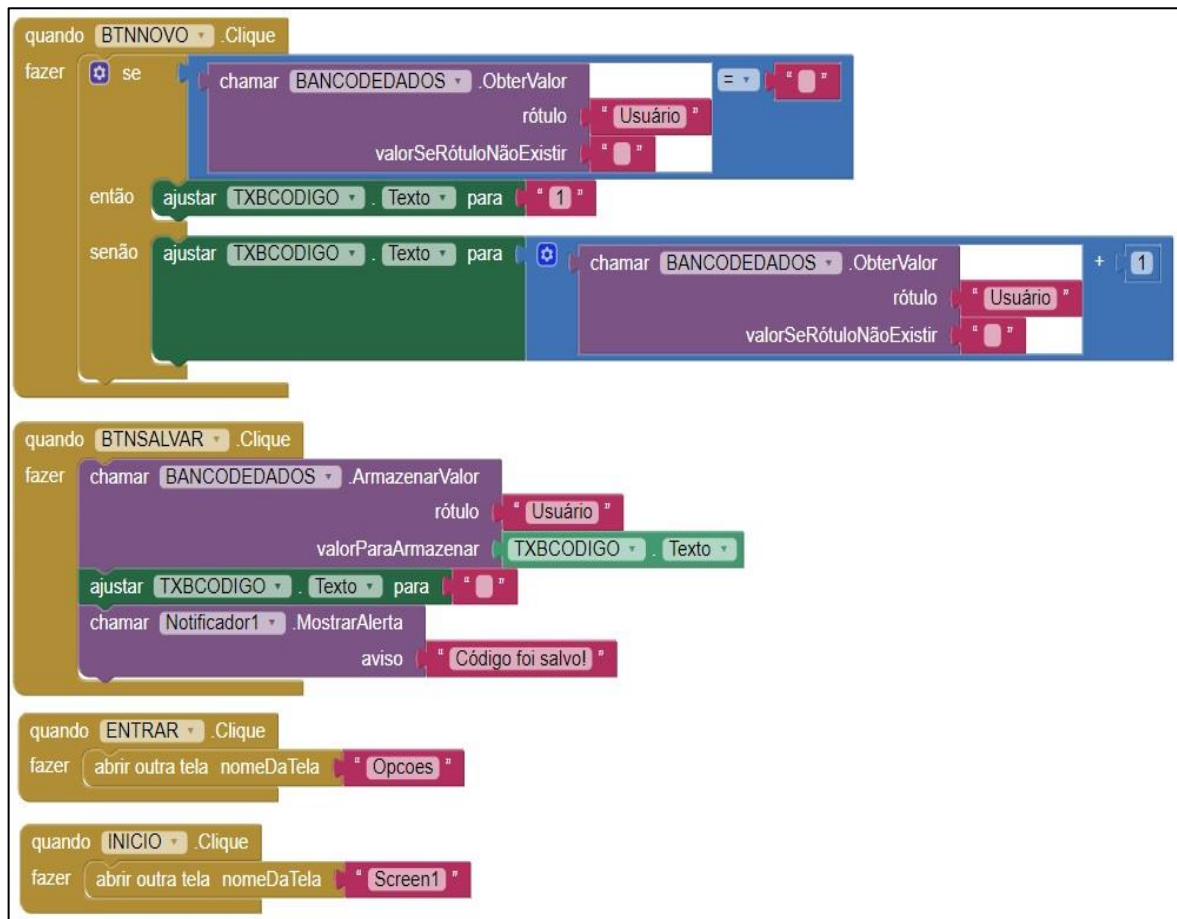 quando BTNNOVO .Clique
fazer se chamar BANCODEDADOS .ObterValor = " "
rótulo " Usuário "
valorSeRótuloNãoExistir " "
então ajustar TXBCODIGO . Texto para " 1 "
senão ajustar TXBCODIGO . Texto para chamar BANCODEDADOS .ObterValor + 1
rótulo " Usuário "
valorSeRótuloNãoExistir " "
quando BTNSALVAR .Clique
fazer chamar BANCODEDADOS .ArmazenarValor
rótulo " Usuário "
valorParaArmazenar TXBCODIGO . Texto
ajustar TXBCODIGO . Texto para " "
chamar Notificador1 .MostrarAlerta
aviso " Código foi salvo! "
quando ENTRAR .Clique
fazer abrir outra tela nomeDaTela " Opcoes "
quando INICIO .Clique
fazer abrir outra tela nomeDaTela " Screen1 "